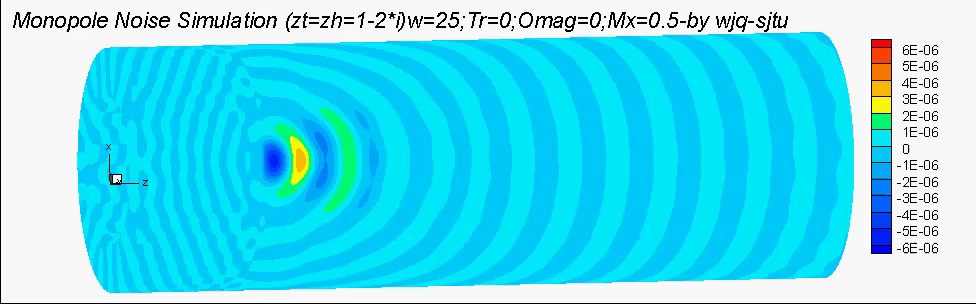 Monopole Noise Simulation (zt=zh=1-2*i)w=25;Tr=0;Omag=0;Mx=0.5-by wjq-sjtu
6E-06
5E-06
4E-06
3E-06
2E-06
1E-06
0
-1E-06
-2E-06
-3E-06
-4E-06
-5E-06
-6E-06
x
z